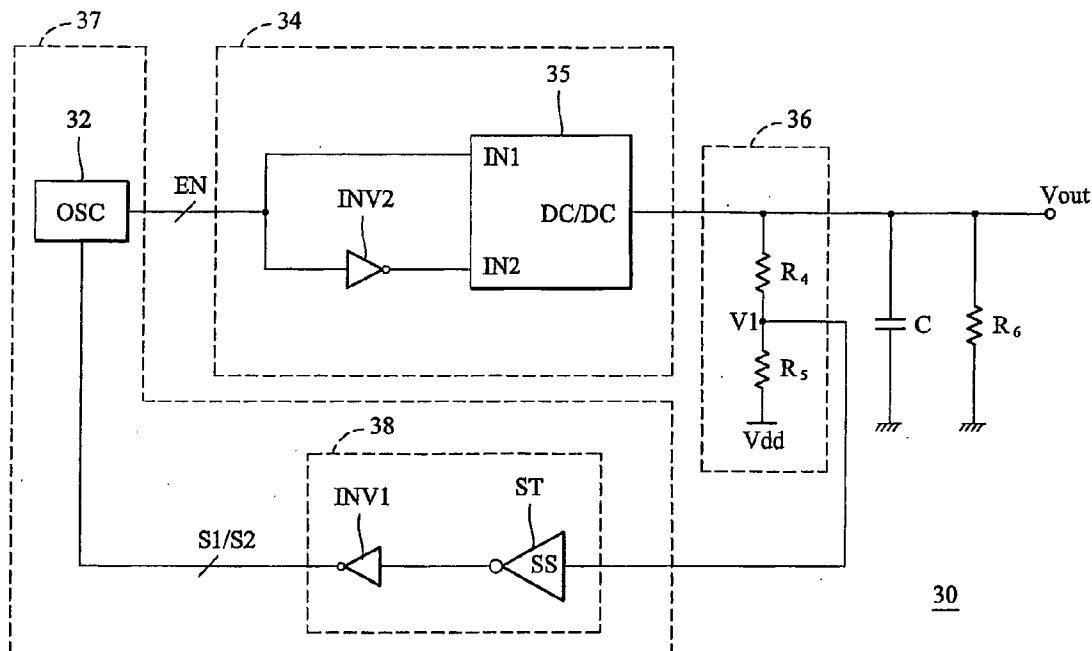 37
34
35
32
36
EN
INV2
IN1
Vout
OSC
DC/DC
IN2
R4
V1
C
R6
R5
Vdd
38
INV1
ST
S1/S2
SS
30